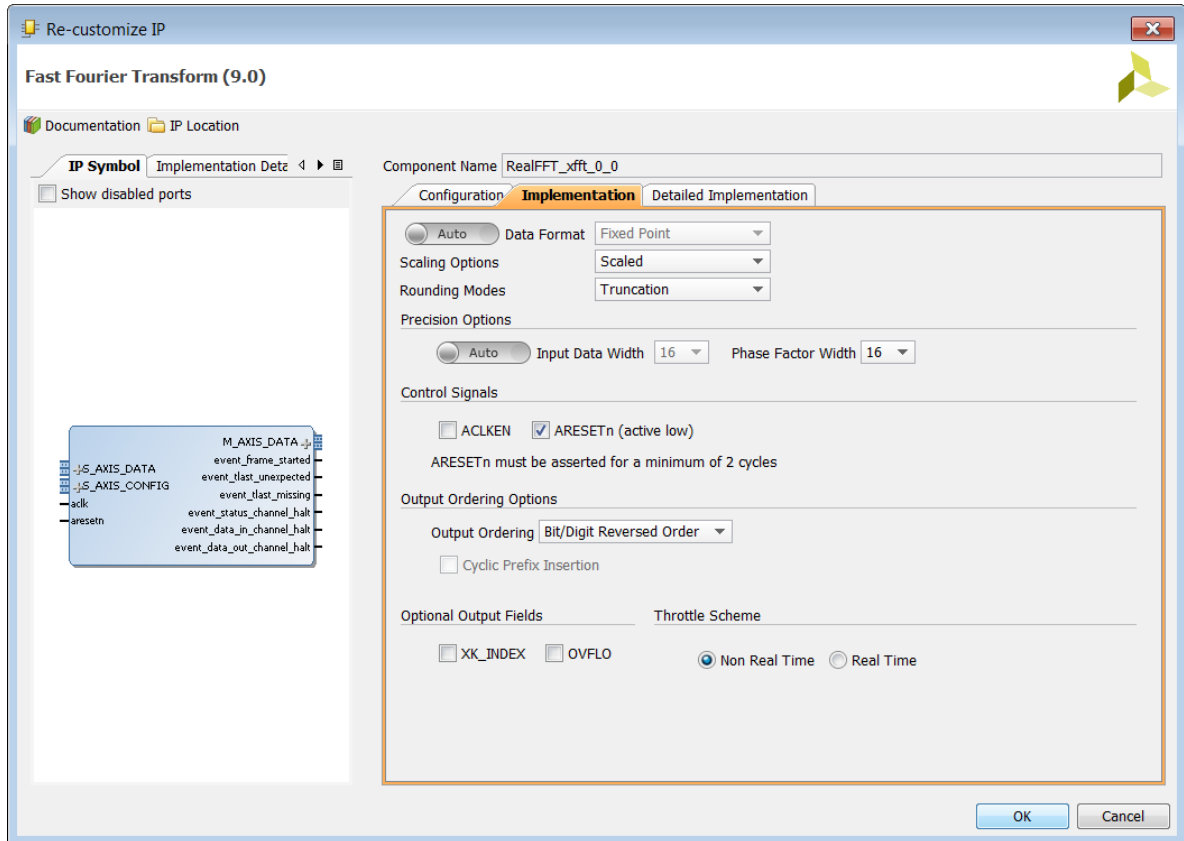 Re-customize IP
Fast Fourier Transform (9.0)
Documentation IP Location
IP Symbol Implementation Deta
Show disabled ports
M_AXIS_DATA
event_frame_started
S_AXIS_DATA
event_tlast_unexpected
S_AXIS_CONFIG
event_tlast_missing
aclk
event_status_channel_halt
aresetn
event_data_in_channel_halt
event_data_out_channel_halt
Component Name RealFFT_xfft_0_0
Configuration Implementation Detailed Implementation
Auto Data Format Fixed Point
Scaling Options Scaled
Rounding Modes Truncation
Precision Options
Auto Input Data Width 16 Phase Factor Width 16
Control Signals
ACLKEN ARESETn (active low)
ARESETn must be asserted for a minimum of 2 cycles
Output Ordering Options
Output Ordering Bit/Digit Reversed Order
Cyclic Prefix Insertion
Optional Output Fields Throttle Scheme
XK_INDEX OVFLO Non Real Time Real Time
OK Cancel